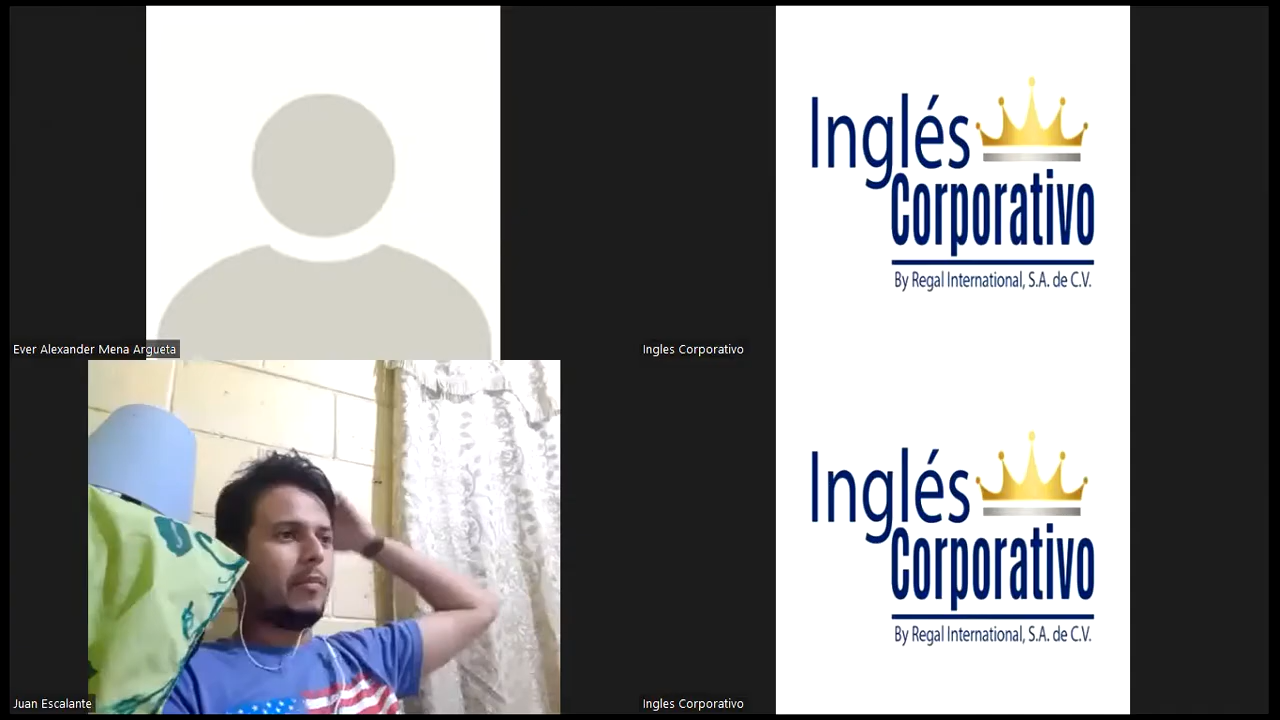 Inglés
Corporativo
By Regal International, S.A. de C.V.
Ever Alexander Mena Argueta
Ingles Corporativo
Inglés
Corporativo
By Regal International, S.A. de C.V.
Juan Escalante
Ingles Corporativo